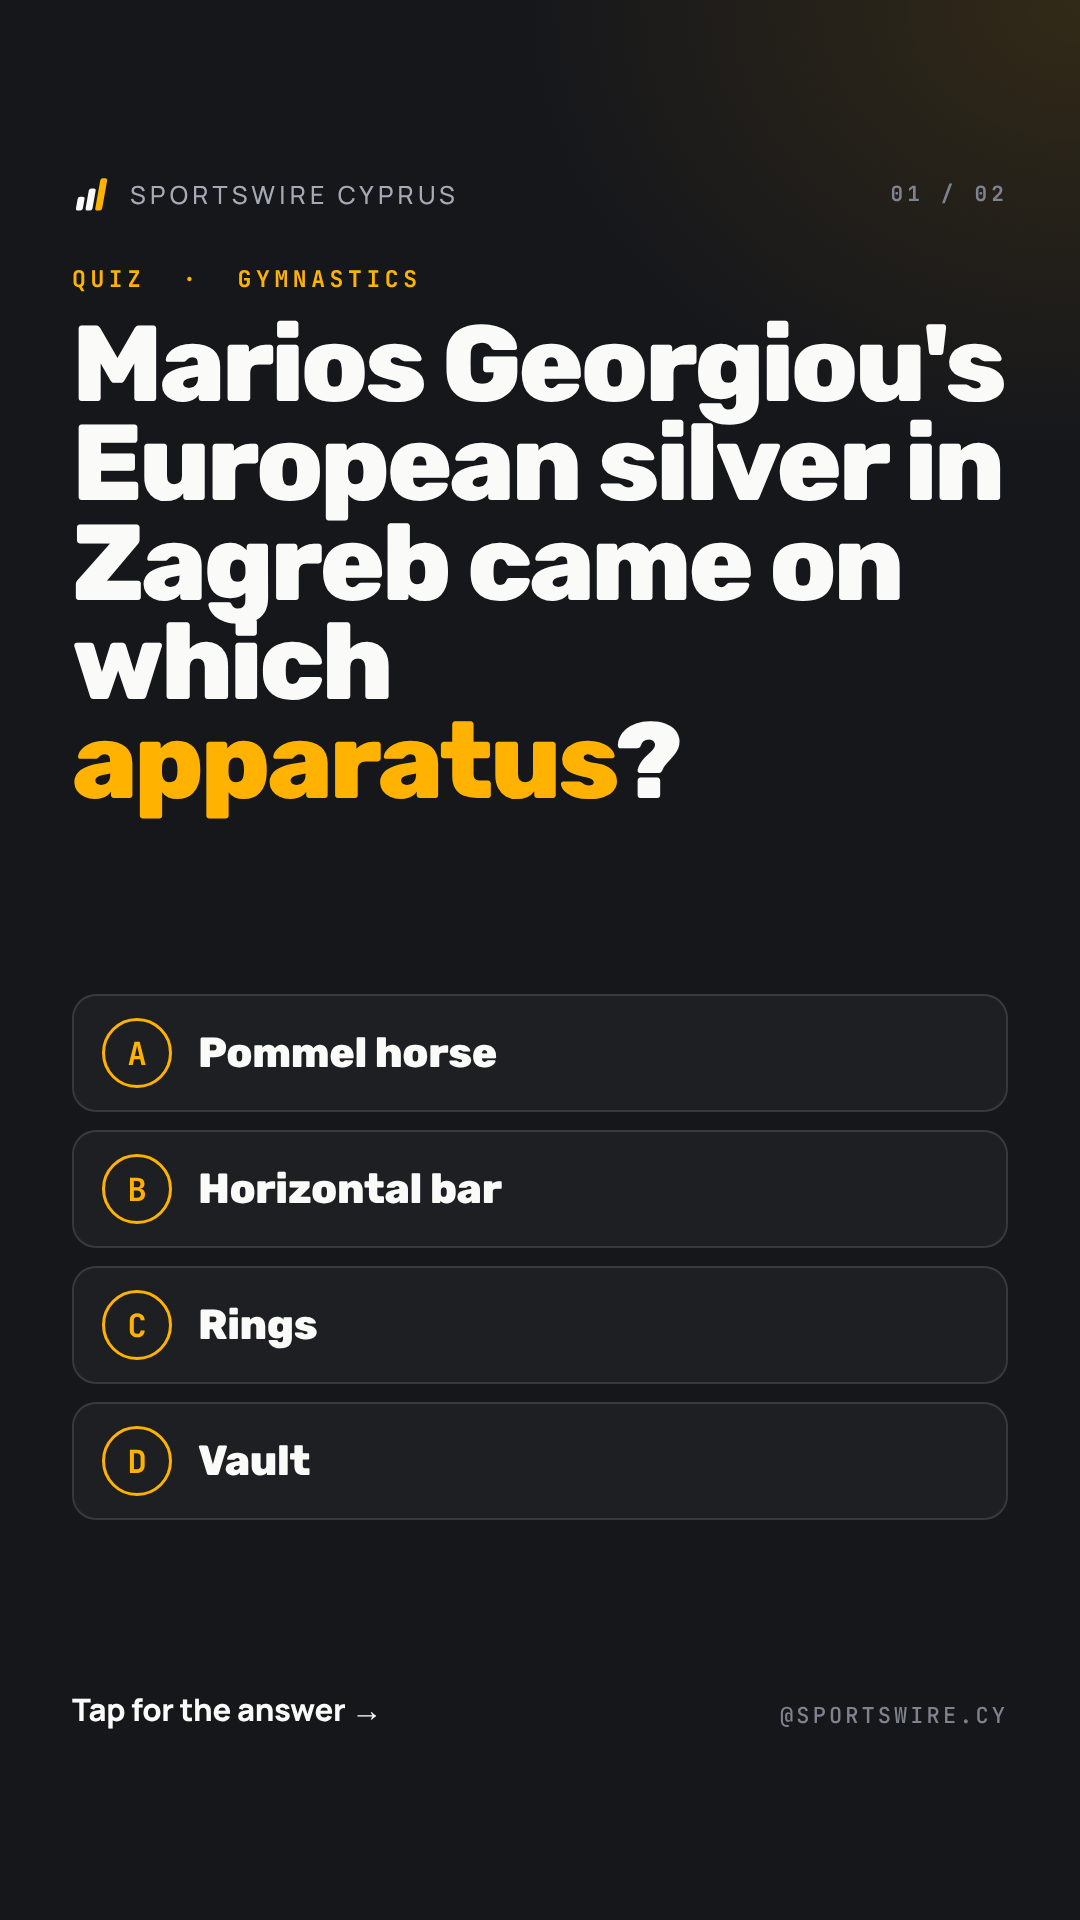 SPORTSWIRE CYPRUS
01 / 02
QUIZ · GYMNASTICS
Marios Georgiou's
European silver in
Zagreb came on
which
apparatus?
A Pommel horse
B Horizontal bar
C Rings
D Vault
Tap for the answer →
@SPORTSWIRE.CY